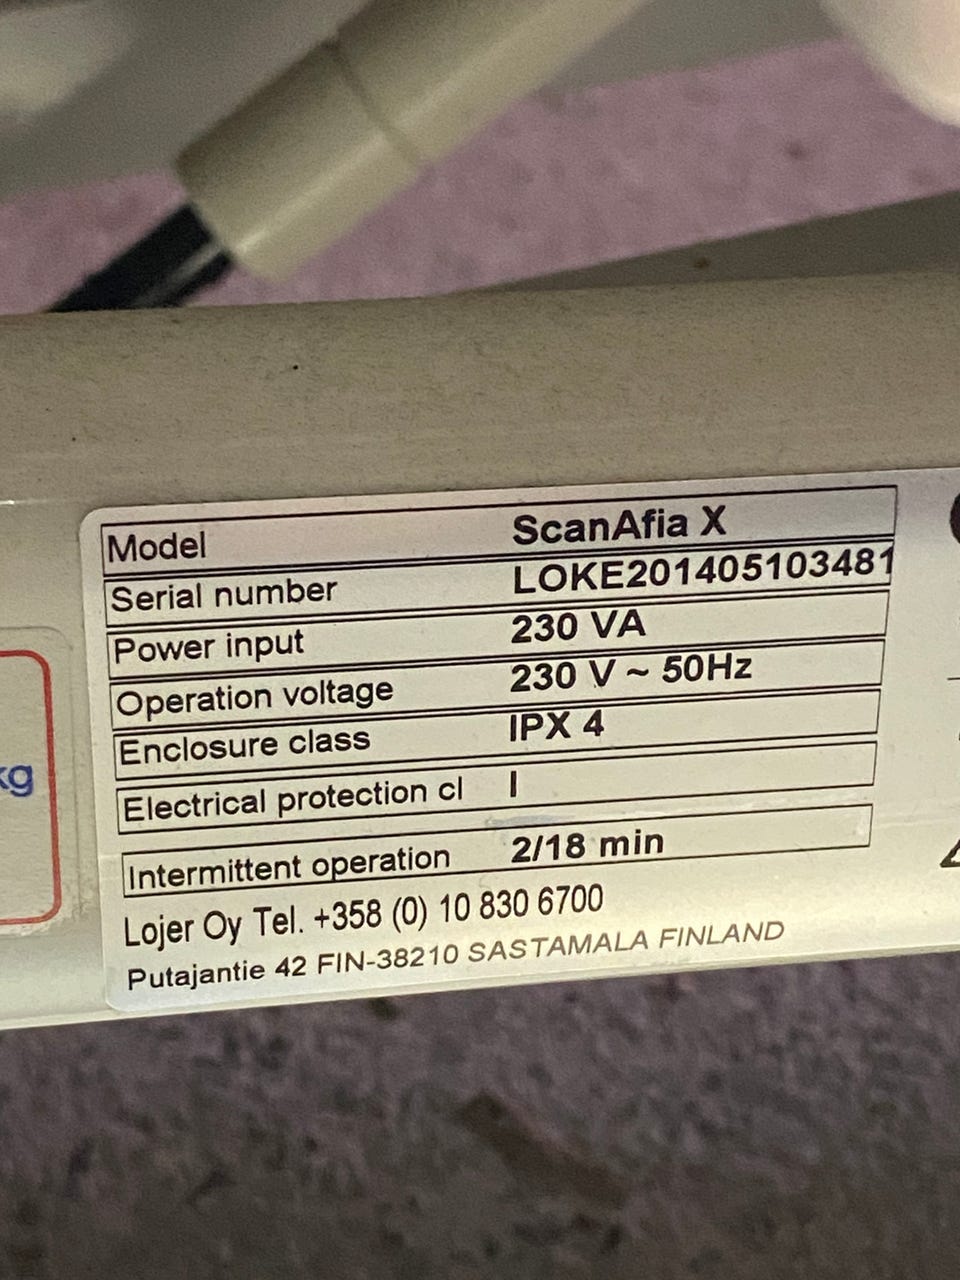 Model ScanAfia X
Serial number LOKE201405103481
Power input 230 VA
Operation voltage 230 V ~ 50Hz
Enclosure class IPX 4
Electrical protection cl I
Intermittent operation 2/18 min
Lojer Oy Tel. +358 (0) 10 830 6700
Putajantie 42 FIN-38210 SASTAMALA FINLAND
kg